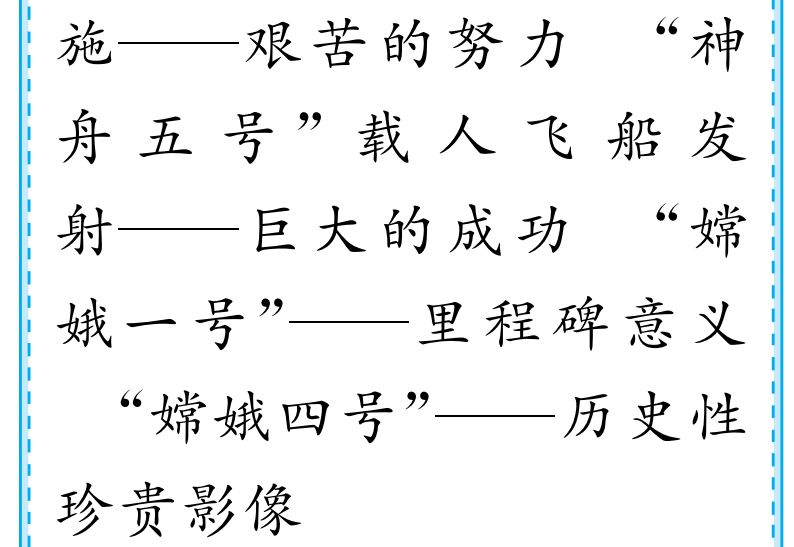 施——艰苦的努力 “神
舟五号”载人飞船发
射——巨大的成功 “嫦
娥一号”——里程碑意义
“嫦娥四号”——历史性
珍贵影像